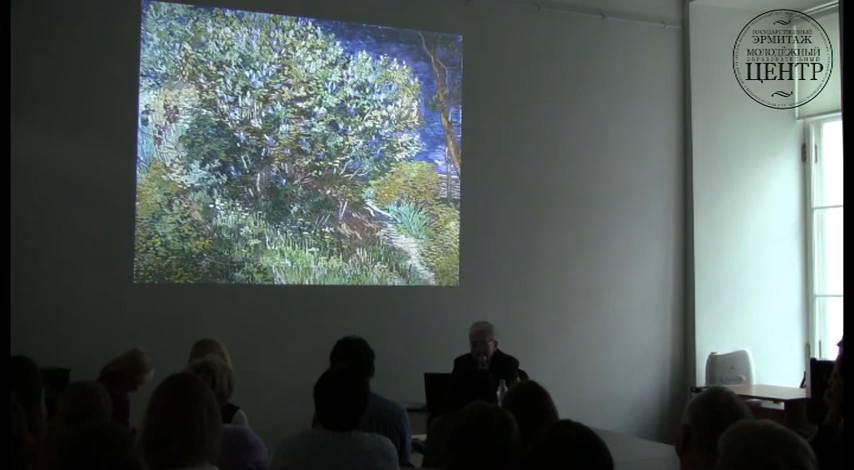 ГОСУДАРСТВЕННЫЙ
ЭРМИТАЖ
МОЛОДЁЖНЫЙ
ОБРАЗОВАТЕЛЬНЫЙ
ЦЕНТР